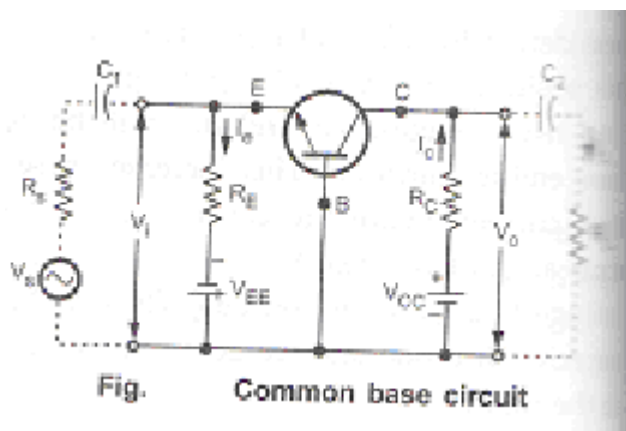 C1
E
C
C2
Ie
Ic
Rs
RE
B
RC
Vi
Vo
Vs
VEE
VCC
Fig. Common base circuit